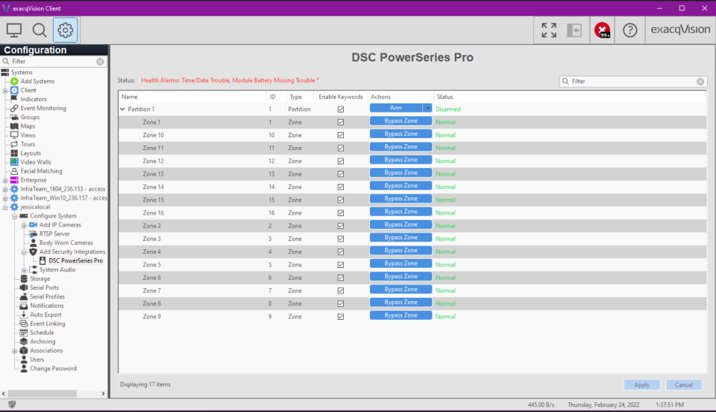 exacqVision Client
99+
exacqVision
Configuration
Filter
Systems
Add Systems
Client
Indicators
Event Monitoring
Groups
Maps
Views
Tours
Layouts
Video Walls
Facial Matching
Enterprise
InfraTeam_1604_236.153 - access
InfraTeam_Win10_236.157 - access
jessicalocal
Configure System
Add IP Cameras
RTSP Server
Body Worn Cameras
Add Security Integrations
DSC PowerSeries Pro
System Audio
Storage
Serial Ports
Serial Profiles
Notifications
Auto Export
Event Linking
Schedule
Archiving
Associations
Users
Change Password
DSC PowerSeries Pro
Status: Health Alarms: Time/Date Trouble, Module Battery Missing Trouble *
Filter
Name ID Type Enable Keywords Actions Status
Partition 1 1 Partition Arm Disarmed
Zone 1 1 Zone Bypass Zone Normal
Zone 10 10 Zone Bypass Zone Normal
Zone 11 11 Zone Bypass Zone Normal
Zone 12 12 Zone Bypass Zone Normal
Zone 13 13 Zone Bypass Zone Normal
Zone 14 14 Zone Bypass Zone Normal
Zone 15 15 Zone Bypass Zone Normal
Zone 16 16 Zone Bypass Zone Normal
Zone 2 2 Zone Bypass Zone Normal
Zone 3 3 Zone Bypass Zone Normal
Zone 4 4 Zone Bypass Zone Normal
Zone 5 5 Zone Bypass Zone Normal
Zone 6 6 Zone Bypass Zone Normal
Zone 7 7 Zone Bypass Zone Normal
Zone 8 8 Zone Bypass Zone Normal
Zone 9 9 Zone Bypass Zone Normal
Displaying 17 items
Apply Cancel
445.00 B/s Thursday, February 24, 2022 1:37:51 PM